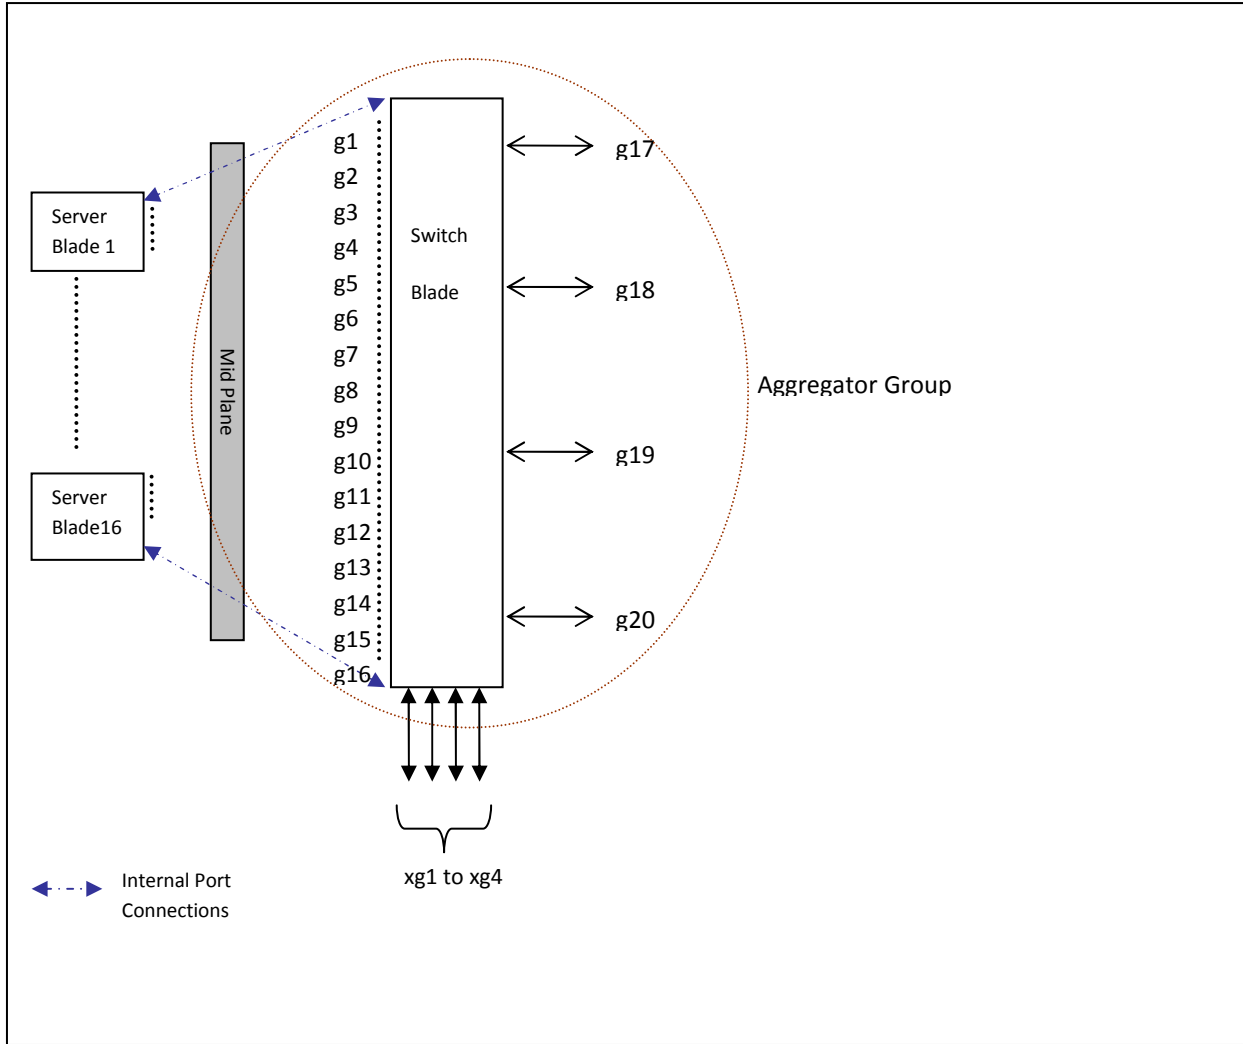 g1
g2
g3
g4
g5
g6
g7
g8
g9
g10
g11
g12
g13
g14
g15
g16
Server
Blade 1
Server
Blade16
Mid Plane
Switch
Blade
g17
g18
g19
g20
Aggregator Group
xg1 to xg4
Internal Port
Connections